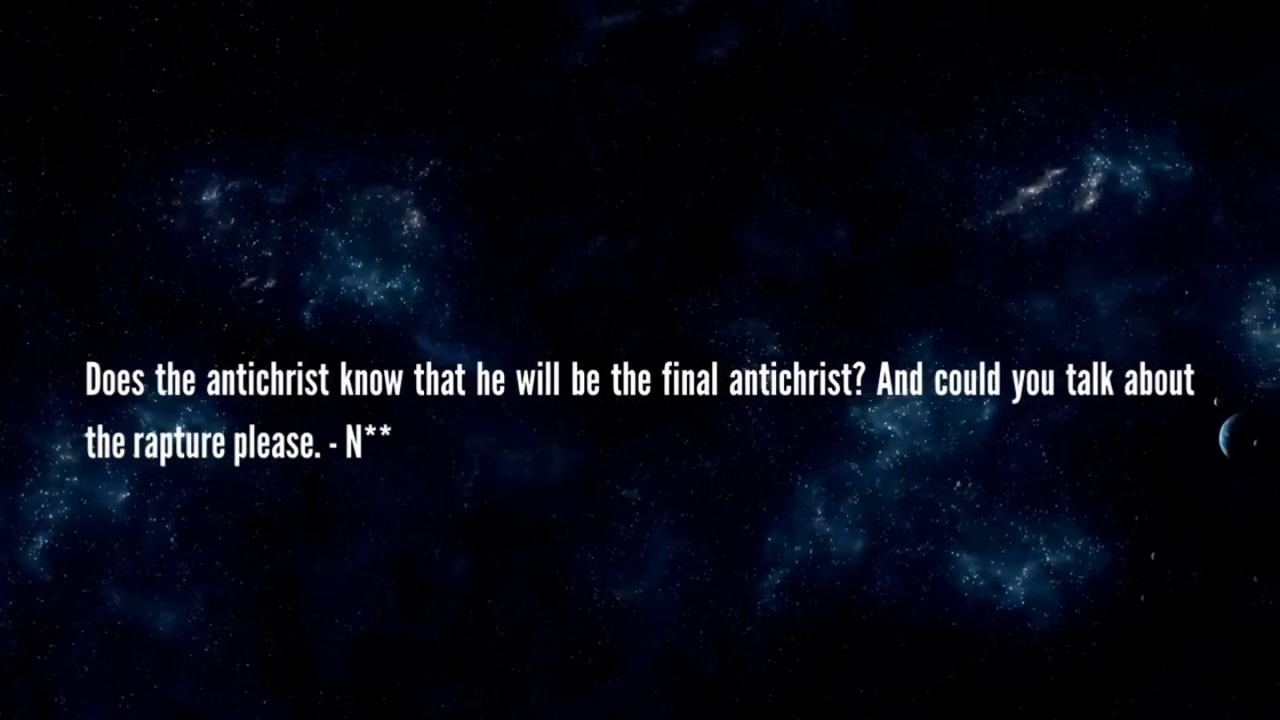 Does the antichrist know that he will be the final antichrist? And could you talk about
the rapture please. - N**